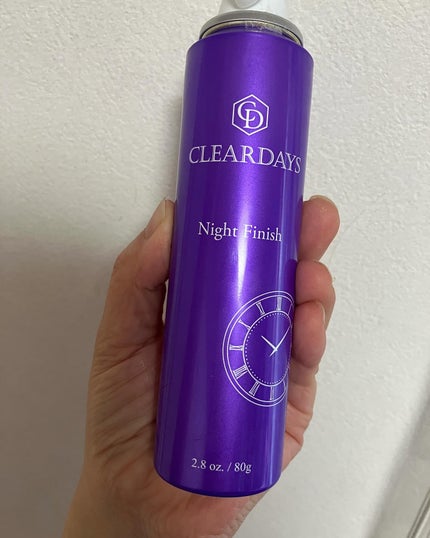 CD
CLEARDAYS
Night Finish
2.8 oz. / 80g